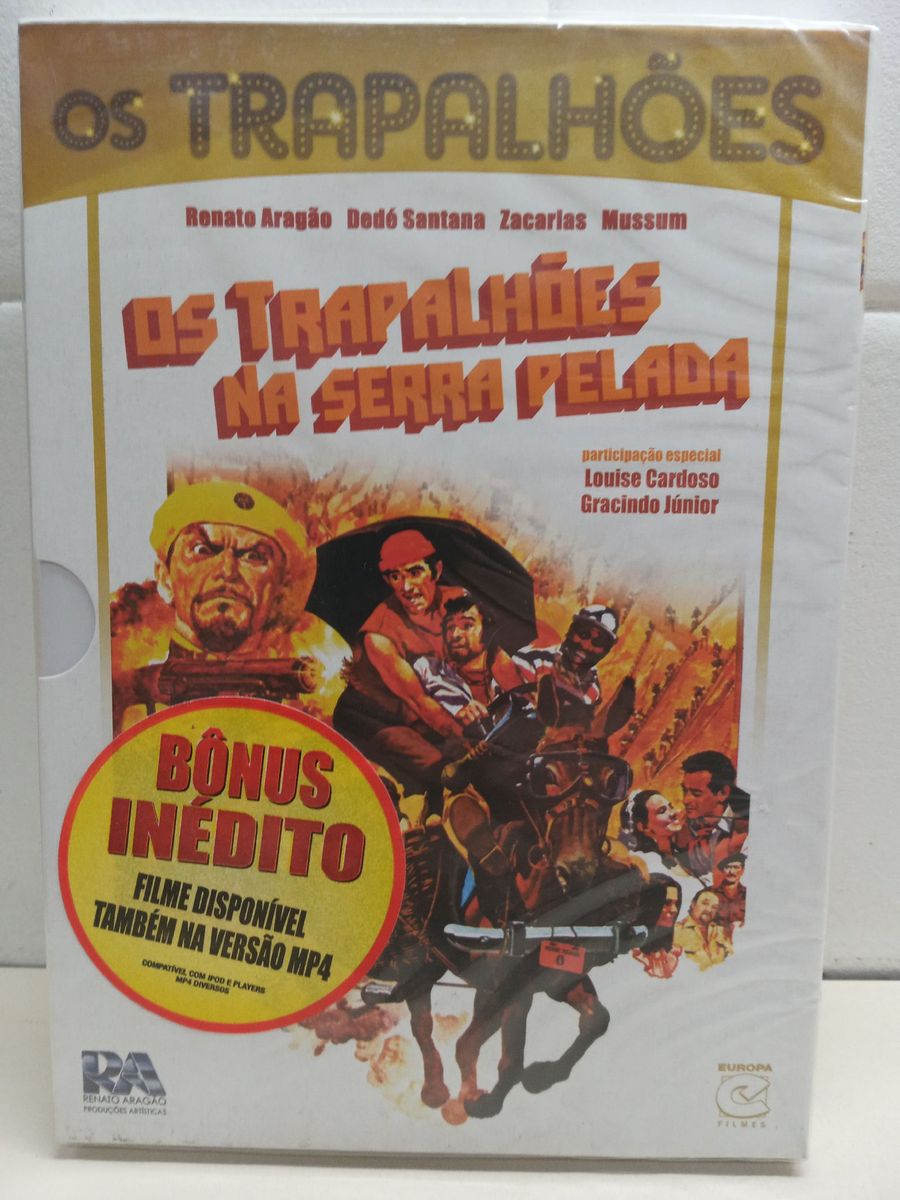 OS TRAPALHÕES
Renato Aragão Dedé Santana Zacarias Mussum
OS TRAPALHÕES
NA SERRA PELADA
participação especial
Louise Cardoso
Gracindo Júnior
BÔNUS
INÉDITO
FILME DISPONÍVEL
TAMBÉM NA VERSÃO MP4
COMPATÍVEL COM IPOD E PLAYERS
MP4 DIVERSOS
RA
RENATO ARAGÃO
PRODUÇÕES ARTÍSTICAS
EUROPA
FILMES